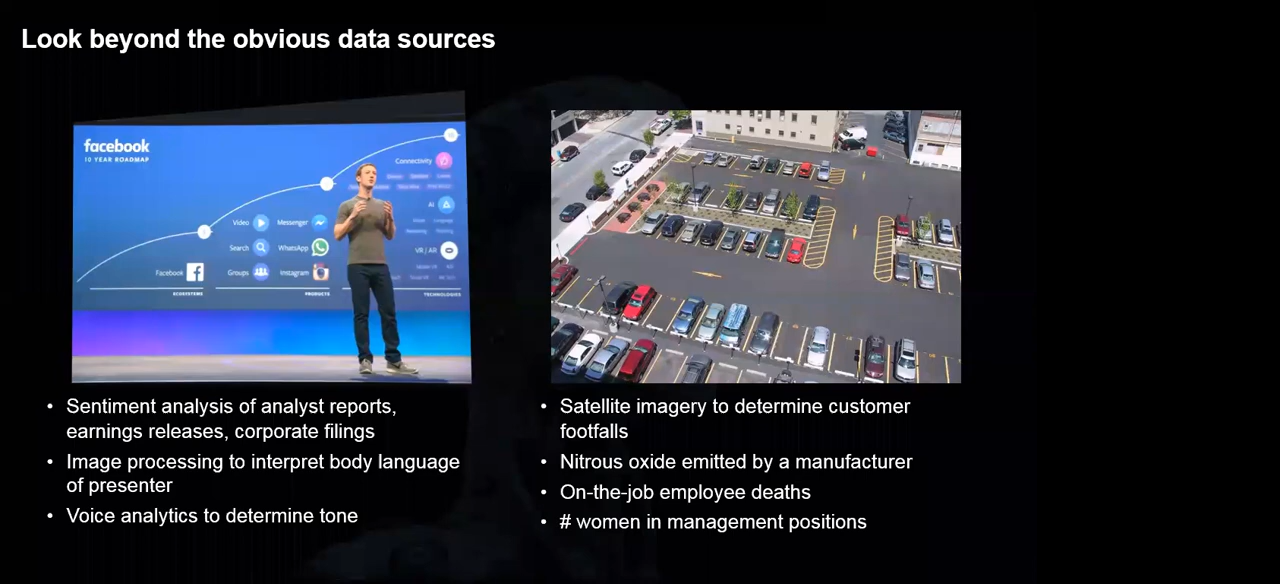 Look beyond the obvious data sources
facebook
10 YEAR ROADMAP
Connectivity
AI
Video
Messenger
Search
WhatsApp
VR / AR
Facebook
Groups
Instagram
ECOSYSTEMS
PRODUCTS
TECHNOLOGIES
• Sentiment analysis of analyst reports,
earnings releases, corporate filings
• Image processing to interpret body language
of presenter
• Voice analytics to determine tone
• Satellite imagery to determine customer
footfalls
• Nitrous oxide emitted by a manufacturer
• On-the-job employee deaths
• # women in management positions